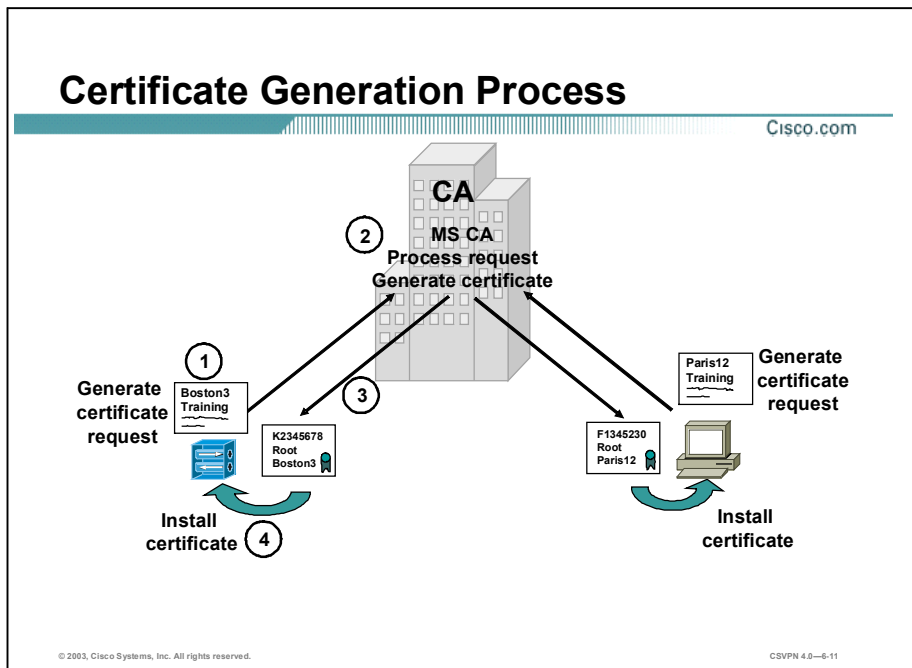 Certificate Generation Process
Cisco.com
CA
2
MS CA
Process request
Generate certificate
1
Generate
certificate
request
Boston3
Training
3
K2345678
Root
Boston3
Install
certificate
4
Paris12
Training
Generate
certificate
request
F1345230
Root
Paris12
Install
certificate
© 2003, Cisco Systems, Inc. All rights reserved.
CSVPN 4.0—6-11